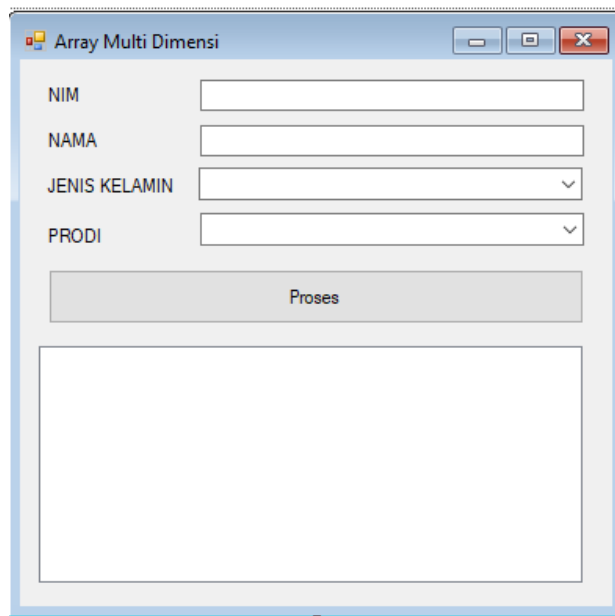 Array Multi Dimensi
NIM
NAMA
JENIS KELAMIN
PRODI
Proses